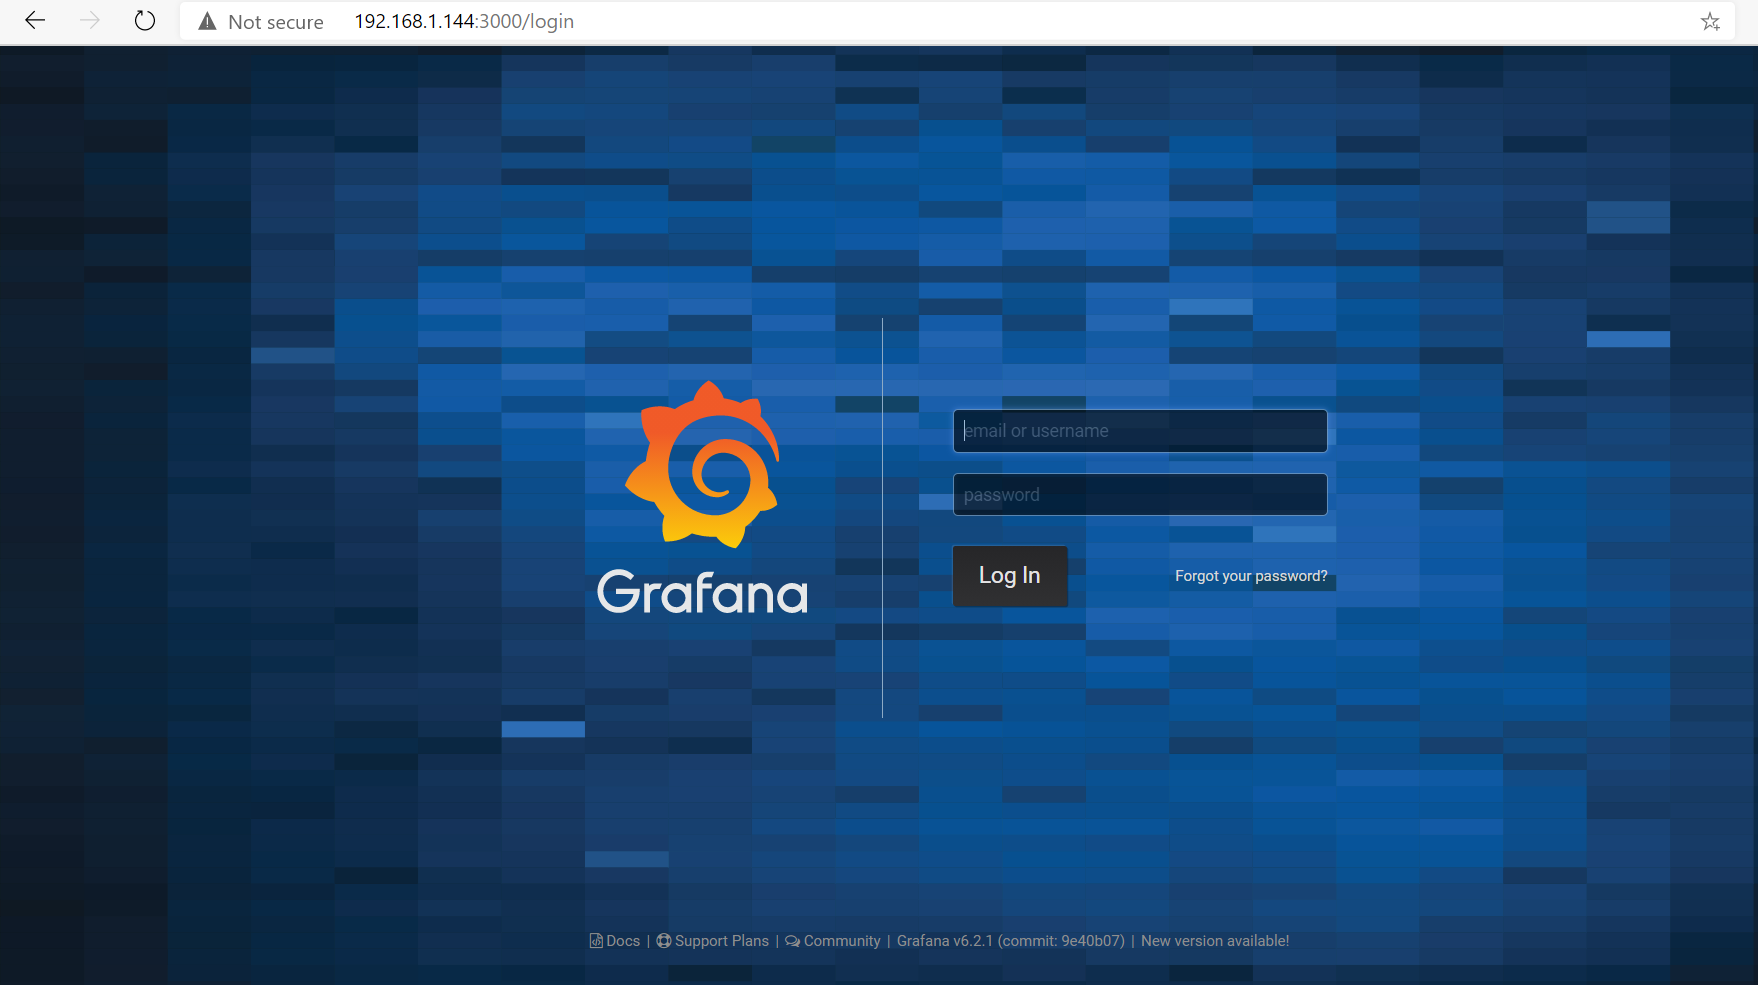 Not secure 192.168.1.144:3000/login
Grafana
email or username
password
Log In
Forgot your password?
Docs | Support Plans | Community | Grafana v6.2.1 (commit: 9e40b07) | New version available!